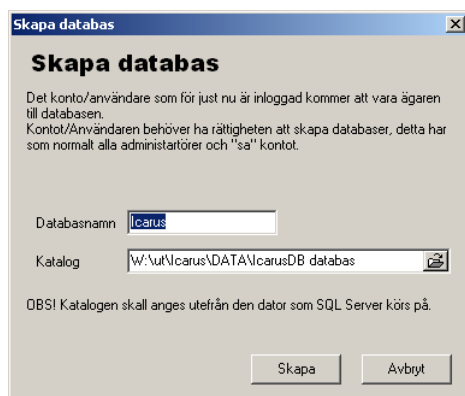 Skapa databas
Skapa databas
Det konto/användare som för just nu är inloggad kommer att vara ägaren
till databasen.
Kontot/Användaren behöver ha rättigheten att skapa databaser, detta har
som normalt alla administartörer och "sa" kontot.
Databasnamn Icarus
Katalog W:\ut\Icarus\DATA\IcarusDB databas
OBS! Katalogen skall anges utefrån den dator som SQL Server körs på.
Skapa Avbryt